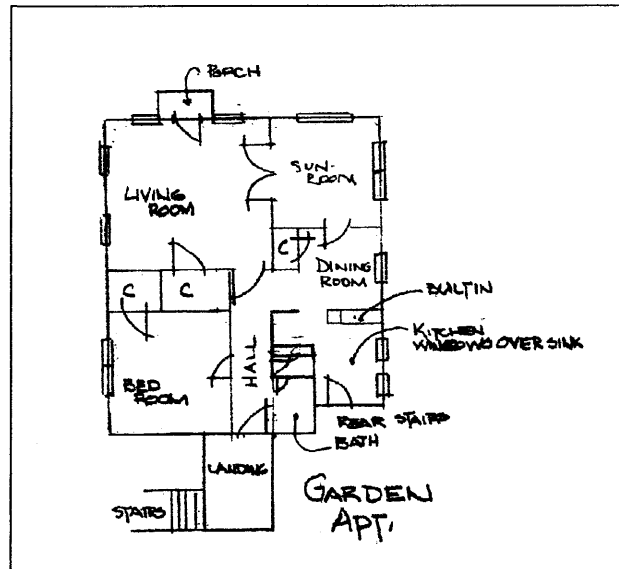 PORCH
SUN-
ROOM
LIVING
ROOM
C
DINING
ROOM
C
C
BUILTIN
KITCHEN
WINDOWS OVER SINK
HALL
BED
ROOM
REAR STAIRS
BATH
LANDING
STAIRS
GARDEN
APT.